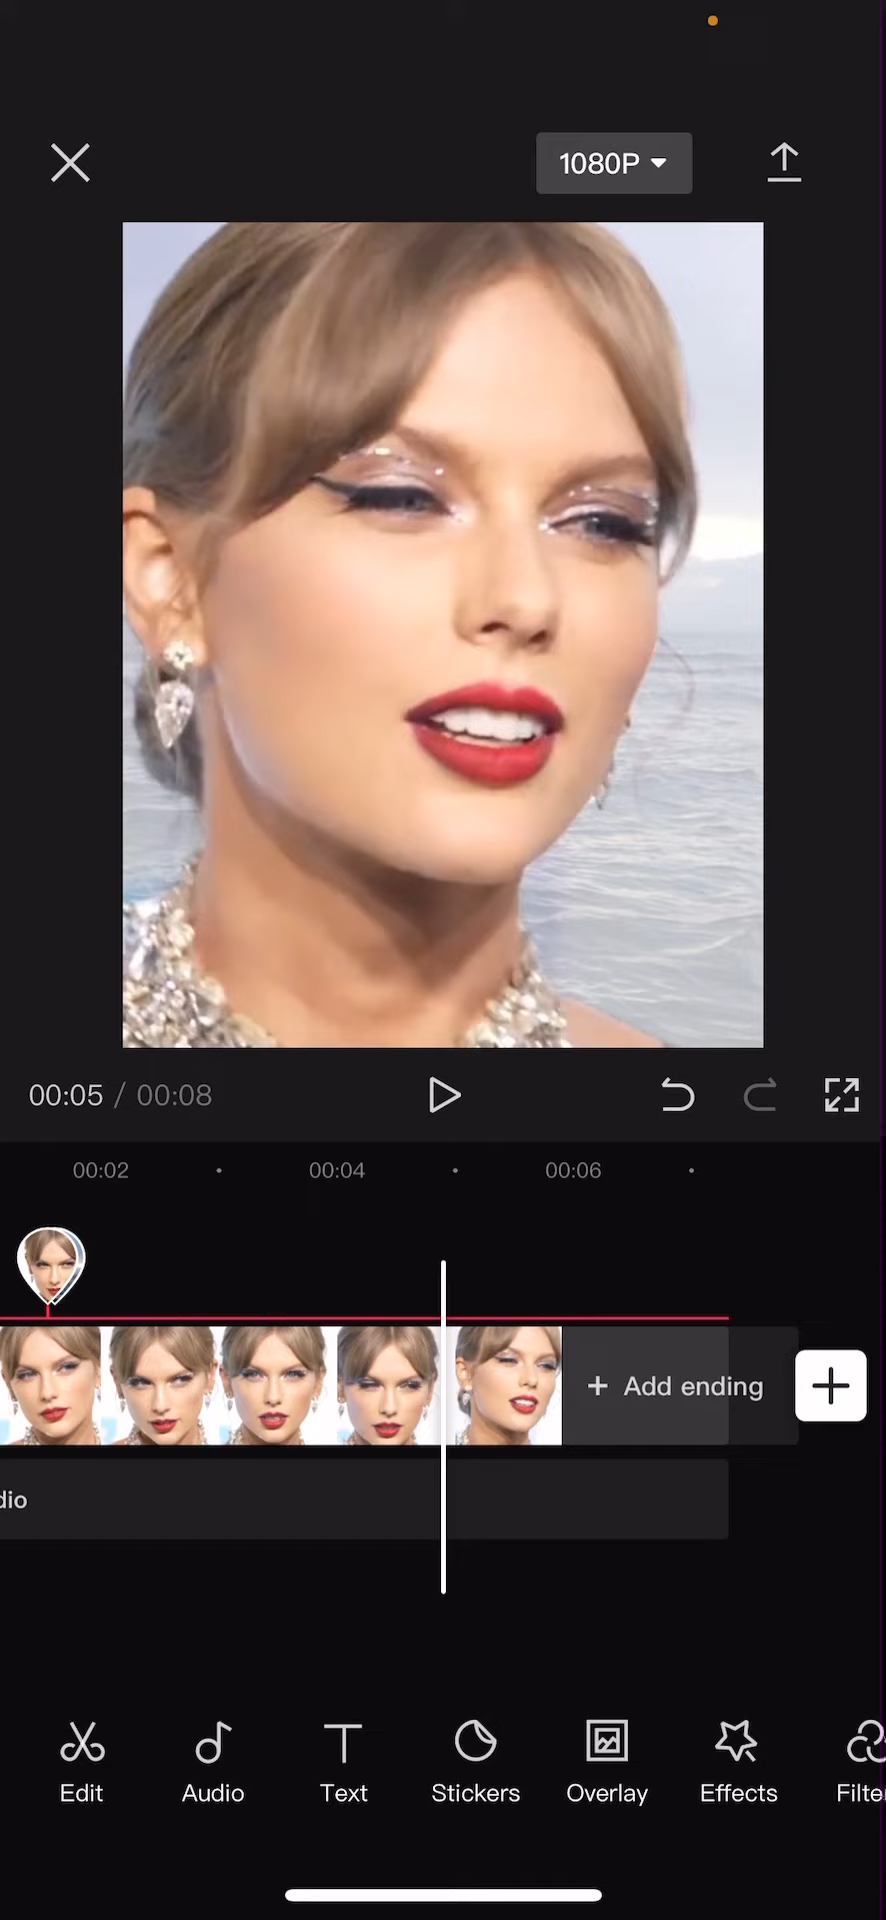 1080P
00:05 / 00:08
00:02 00:04 00:06
+ Add ending
dio
Edit Audio Text Stickers Overlay Effects Filte